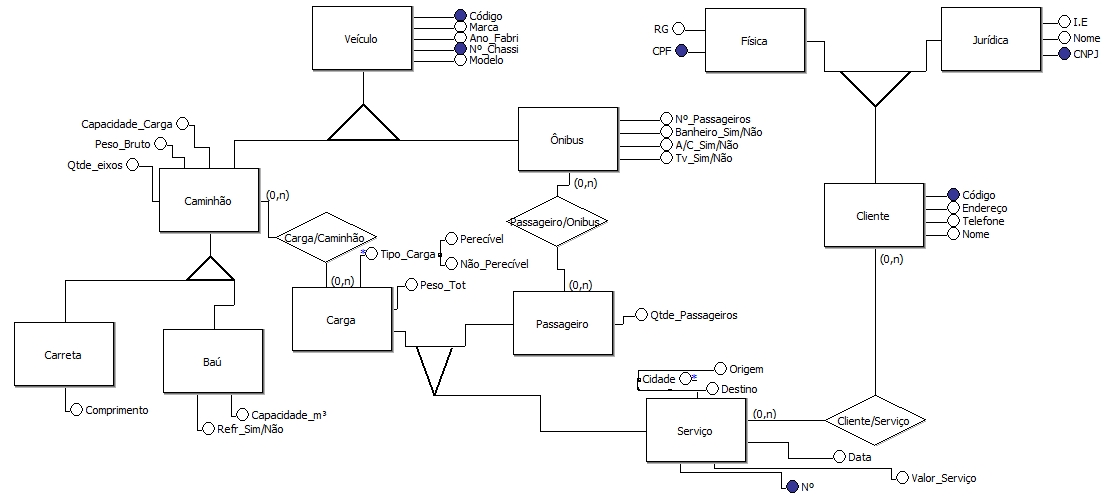 Veículo
Código
Marca
Ano_Fabri
Nº_Chassi
Modelo
RG
CPF
Física
Jurídica
I.E
Nome
CNPJ
Ônibus
Nº_Passageiros
Banheiro_Sim/Não
A/C_Sim/Não
Tv_Sim/Não
Capacidade_Carga
Peso_Bruto
Qtde_eixos
Caminhão
(0,n)
(0,n)
Passageiro/Onibus
(0,n)
Cliente
Código
Endereço
Telefone
Nome
(0,n)
Carga/Caminhão
(0,n)
* Tipo_Carga
Perecível
Não_Perecível
Peso_Tot
Carga
Passageiro
Qtde_Passageiros
Carreta
Comprimento
Baú
Capacidade_m³
Refr_Sim/Não
Cidade *
Origem
Destino
Serviço
(0,n)
Cliente/Serviço
Data
Valor_Serviço
Nº